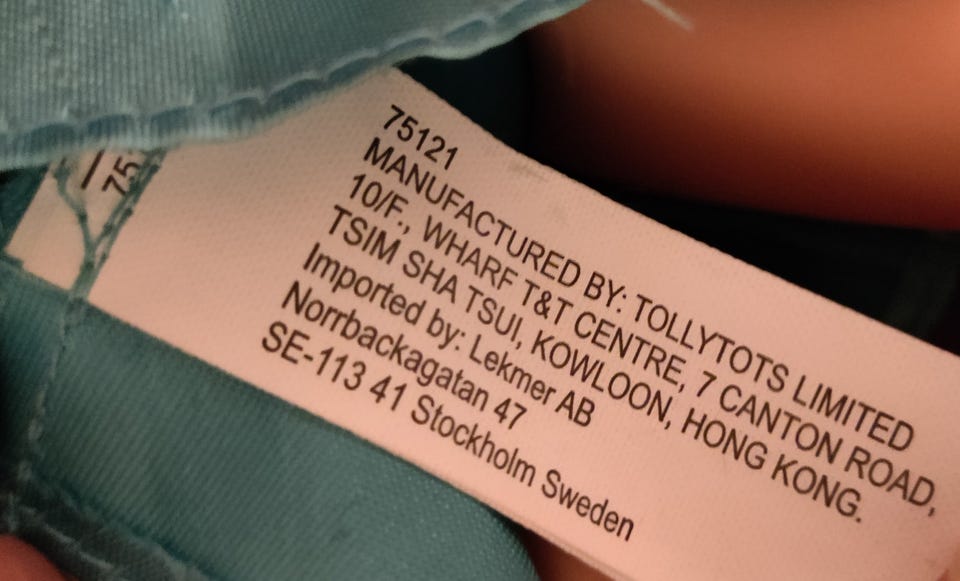 75121
MANUFACTURED BY: TOLLYTOTS LIMITED
10/F., WHARF T&T CENTRE, 7 CANTON ROAD,
TSIM SHA TSUI, KOWLOON, HONG KONG.
Imported by: Lekmer AB
Norrbackagatan 47
SE-113 41 Stockholm Sweden
75